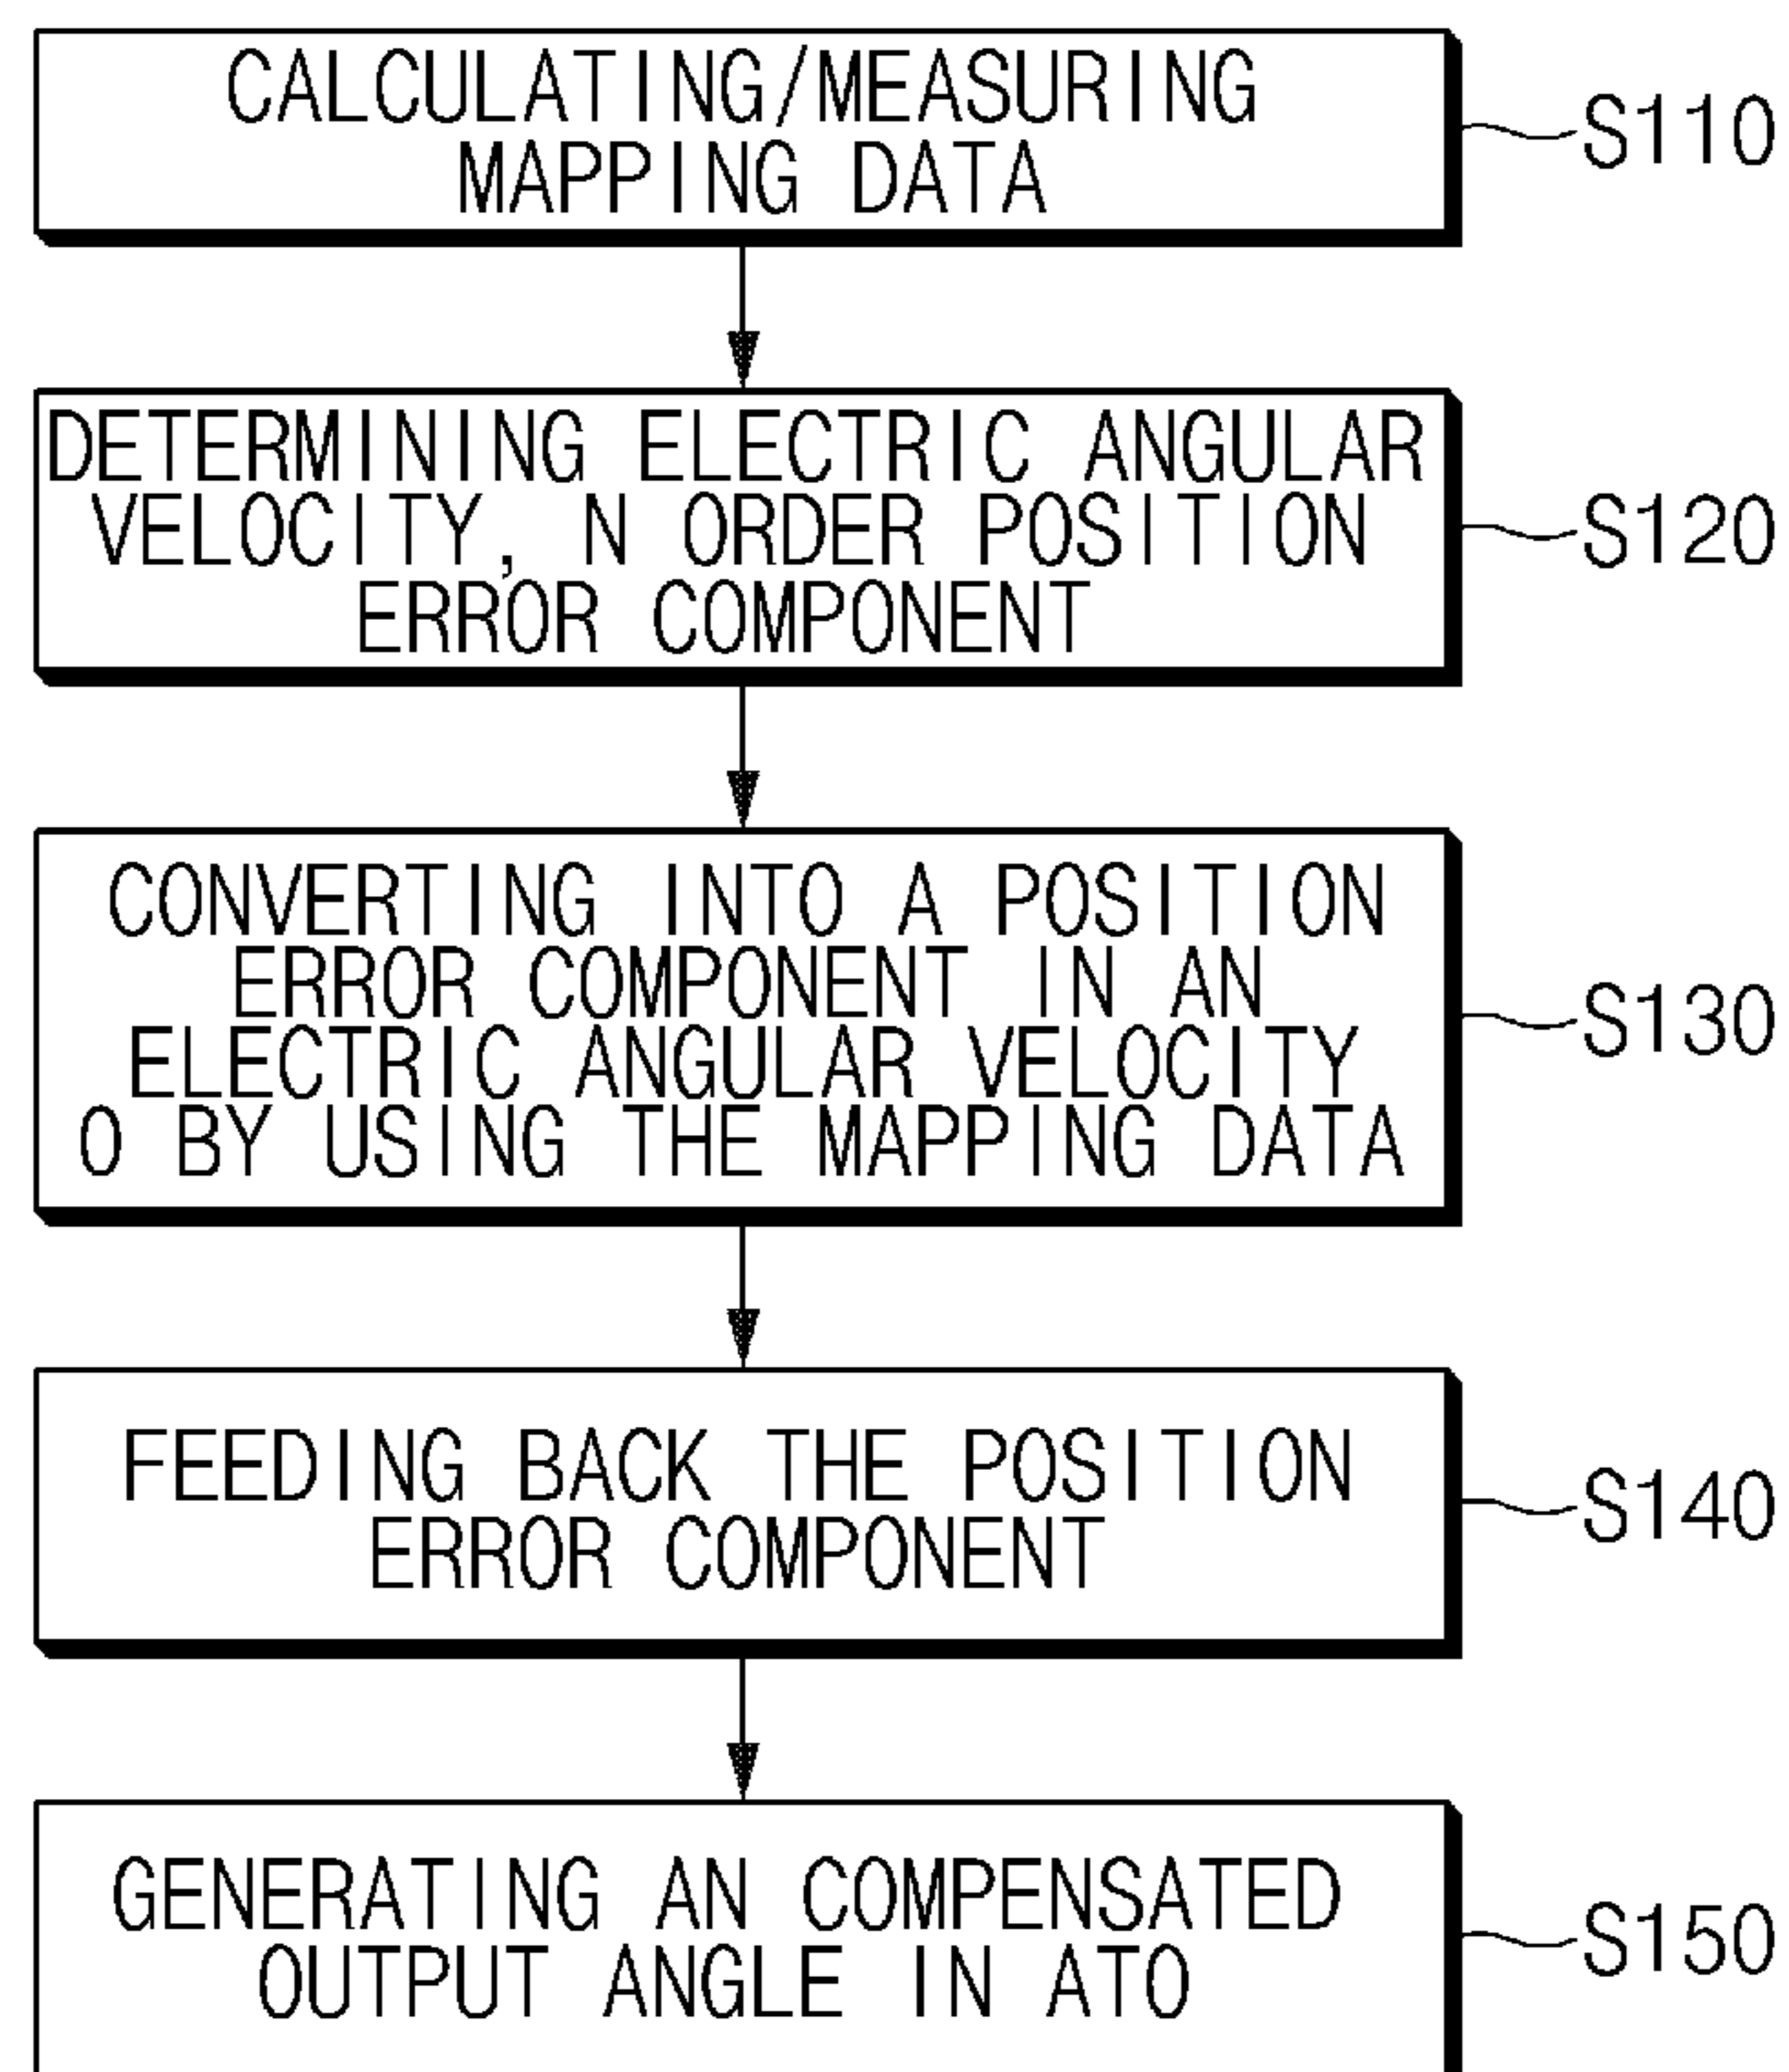 CALCULATING/MEASURING
MAPPING DATA
S110
DETERMINING ELECTRIC ANGULAR
VELOCITY, N ORDER POSITION
ERROR COMPONENT
S120
CONVERTING INTO A POSITION
ERROR COMPONENT IN AN
ELECTRIC ANGULAR VELOCITY
0 BY USING THE MAPPING DATA
S130
FEEDING BACK THE POSITION
ERROR COMPONENT
S140
GENERATING AN COMPENSATED
OUTPUT ANGLE IN ATO
S150